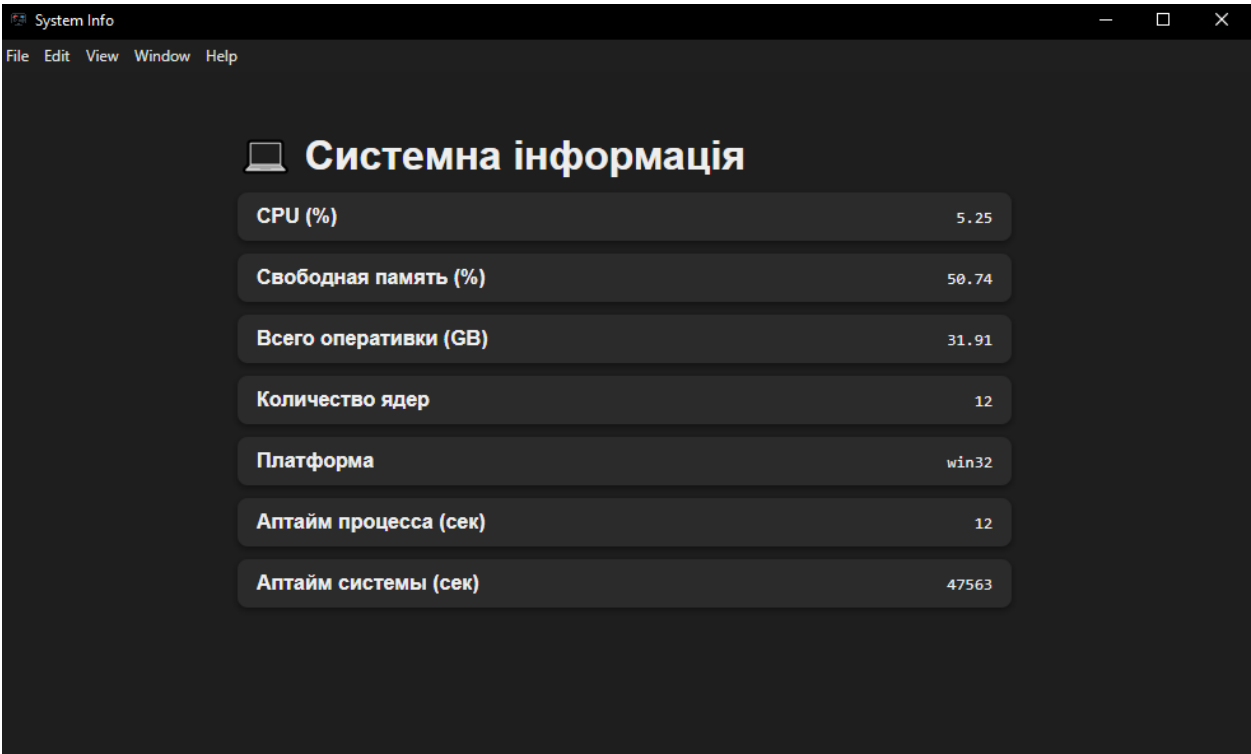 System Info
File Edit View Window Help
Системна інформація
CPU (%) 5.25
Свободная память (%) 50.74
Всего оперативки (GB) 31.91
Количество ядер 12
Платформа win32
Аптайм процесса (сек) 12
Аптайм системы (сек) 47563